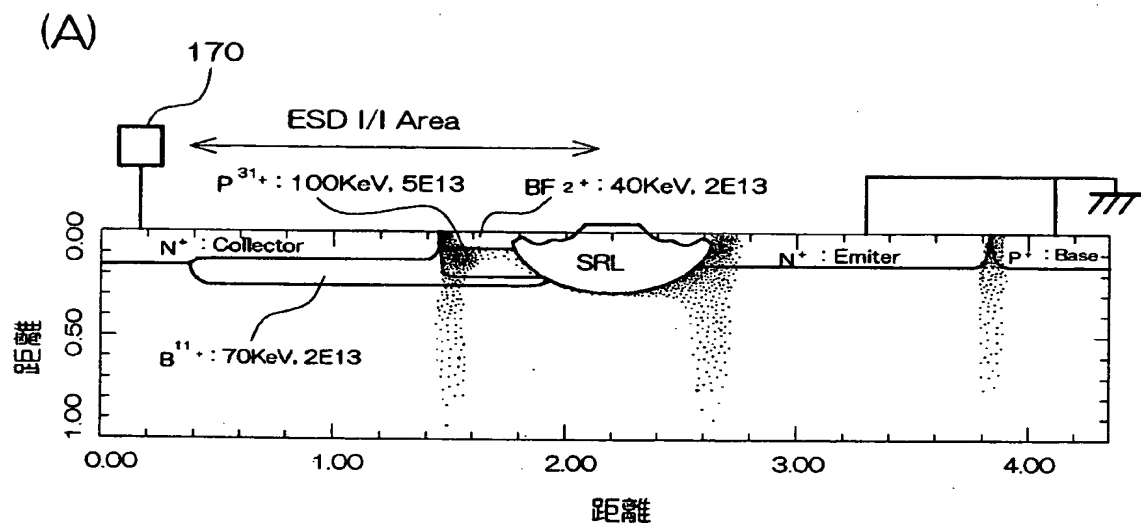 (A)
170
ESD I/I Area
P³¹⁺ : 100KeV, 5E13
BF₂⁺ : 40KeV, 2E13
N⁺ : Collector
SRL
N⁺ : Emiter
P⁺ : Base
B¹¹⁺ : 70KeV, 2E13
距離
0.00
0.50
1.00
0.00 1.00 2.00 3.00 4.00
距離